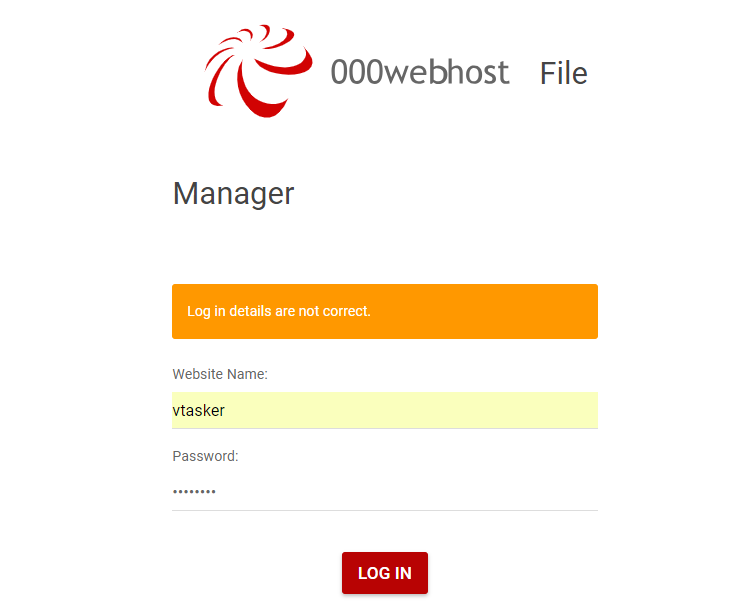 000webhost File
Manager
Log in details are not correct.
Website Name:
vtasker
Password:
••••••••
LOG IN